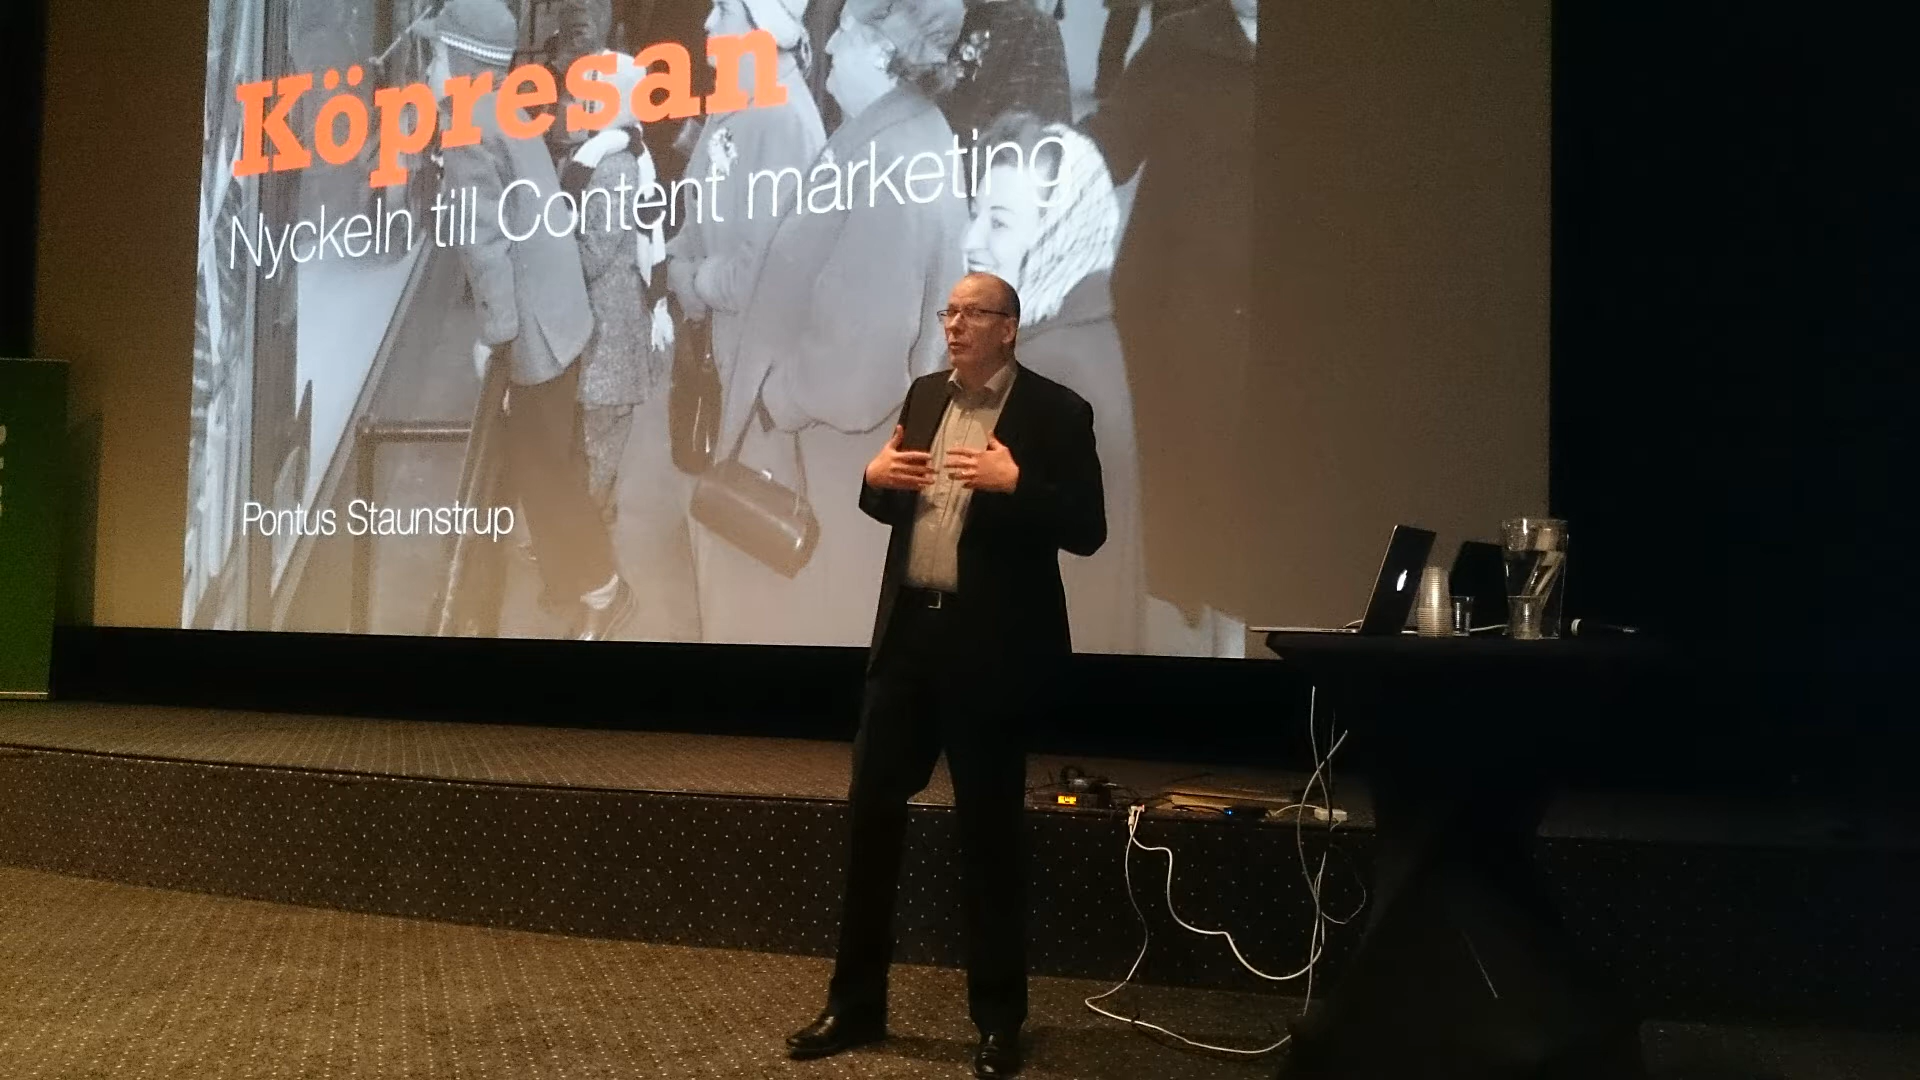 Köpresan
Nyckeln till Content marketing
Pontus Staunstrup